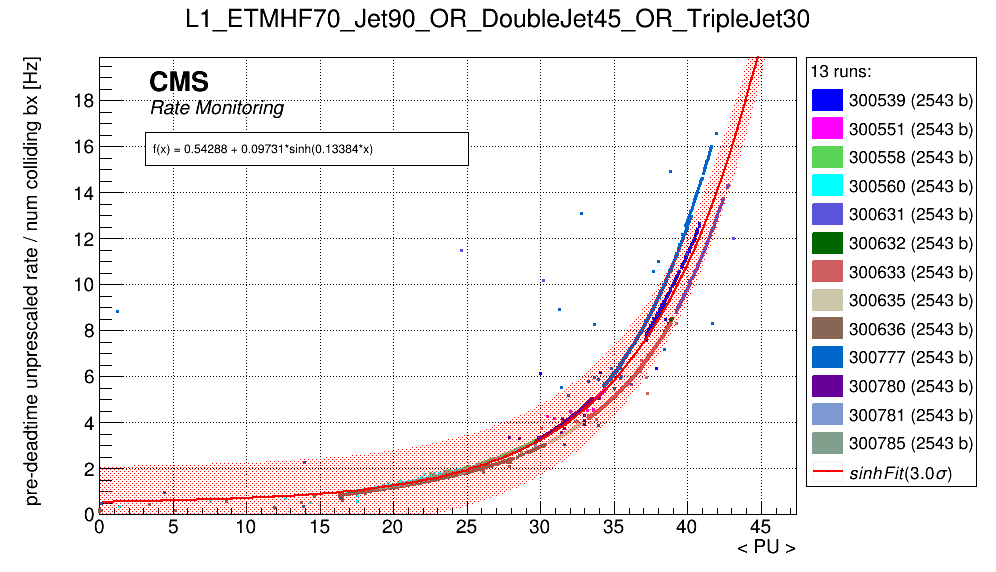 L1_ETMHF70_Jet90_OR_DoubleJet45_OR_TripleJet30
pre-deadtime unprescaled rate / num colliding bx [Hz]
CMS
Rate Monitoring
f(x) = 0.54288 + 0.09731*sinh(0.13384*x)
18
16
14
12
10
8
6
4
2
0
0 5 10 15 20 25 30 35 40 45
< PU >
13 runs:
300539 (2543 b)
300551 (2543 b)
300558 (2543 b)
300560 (2543 b)
300631 (2543 b)
300632 (2543 b)
300633 (2543 b)
300635 (2543 b)
300636 (2543 b)
300777 (2543 b)
300780 (2543 b)
300781 (2543 b)
300785 (2543 b)
sinhFit(3.0σ)